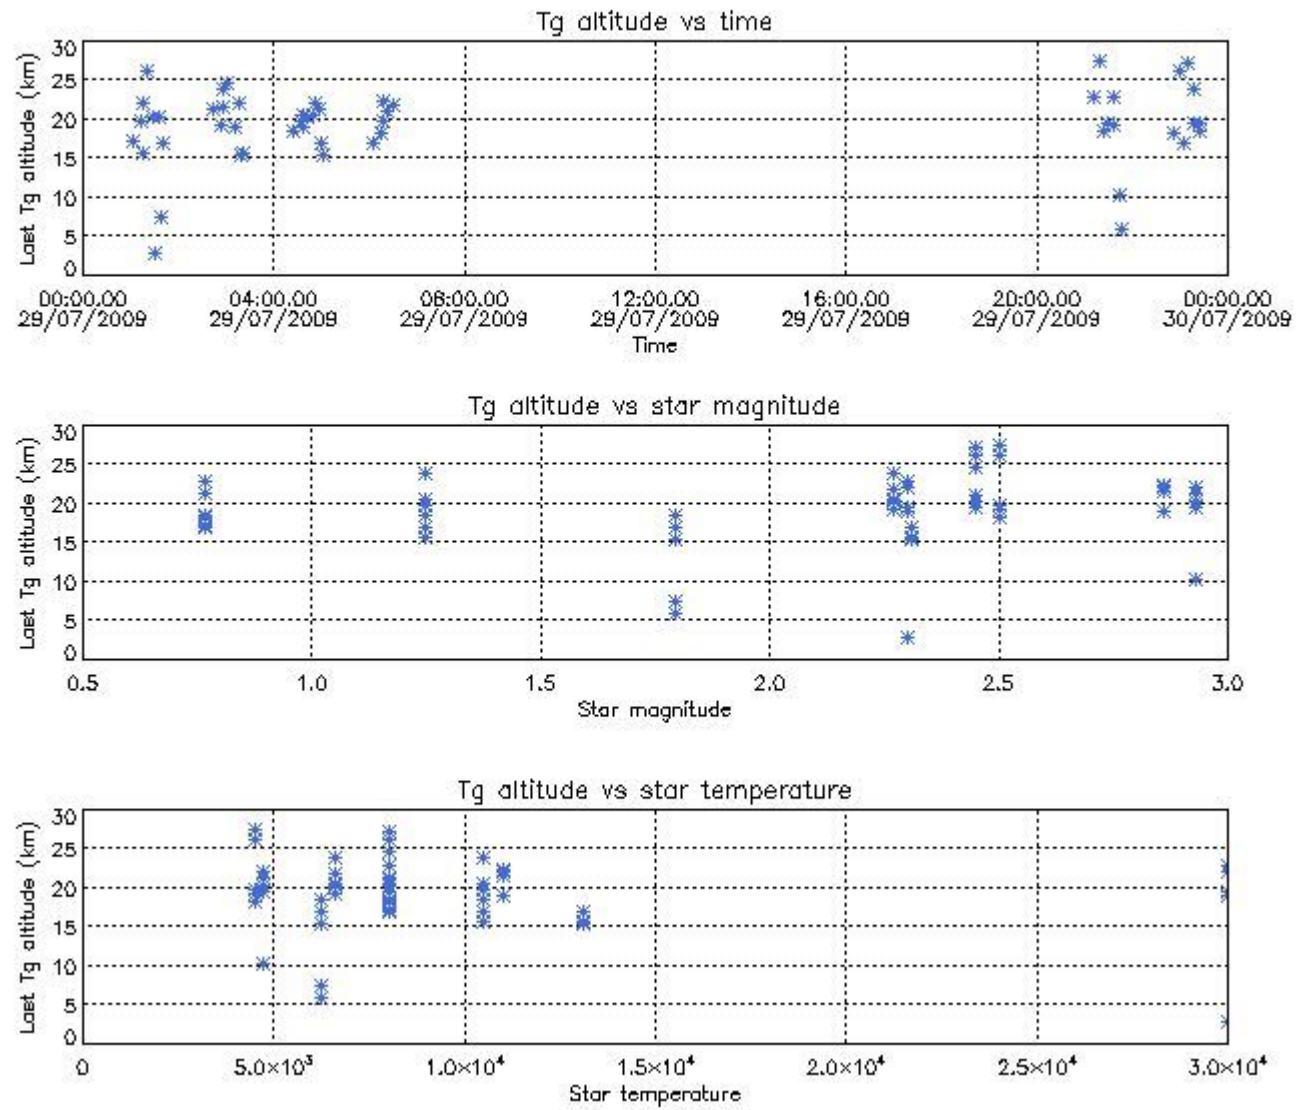 Tg altitude vs time
Last Tg altitude (km)
30
25
20
15
10
5
0
00:00.00 04:00.00 08:00.00 12:00.00 16:00.00 20:00.00 00:00.00
29/07/2009 29/07/2009 29/07/2009 29/07/2009 29/07/2009 29/07/2009 30/07/2009
Time
Tg altitude vs star magnitude
Last Tg altitude (km)
30
25
20
15
10
5
0
0.5 1.0 1.5 2.0 2.5 3.0
Star magnitude
Tg altitude vs star temperature
Last Tg altitude (km)
30
25
20
15
10
5
0
0 5.0×10³ 1.0×10⁴ 1.5×10⁴ 2.0×10⁴ 2.5×10⁴ 3.0×10⁴
Star temperature